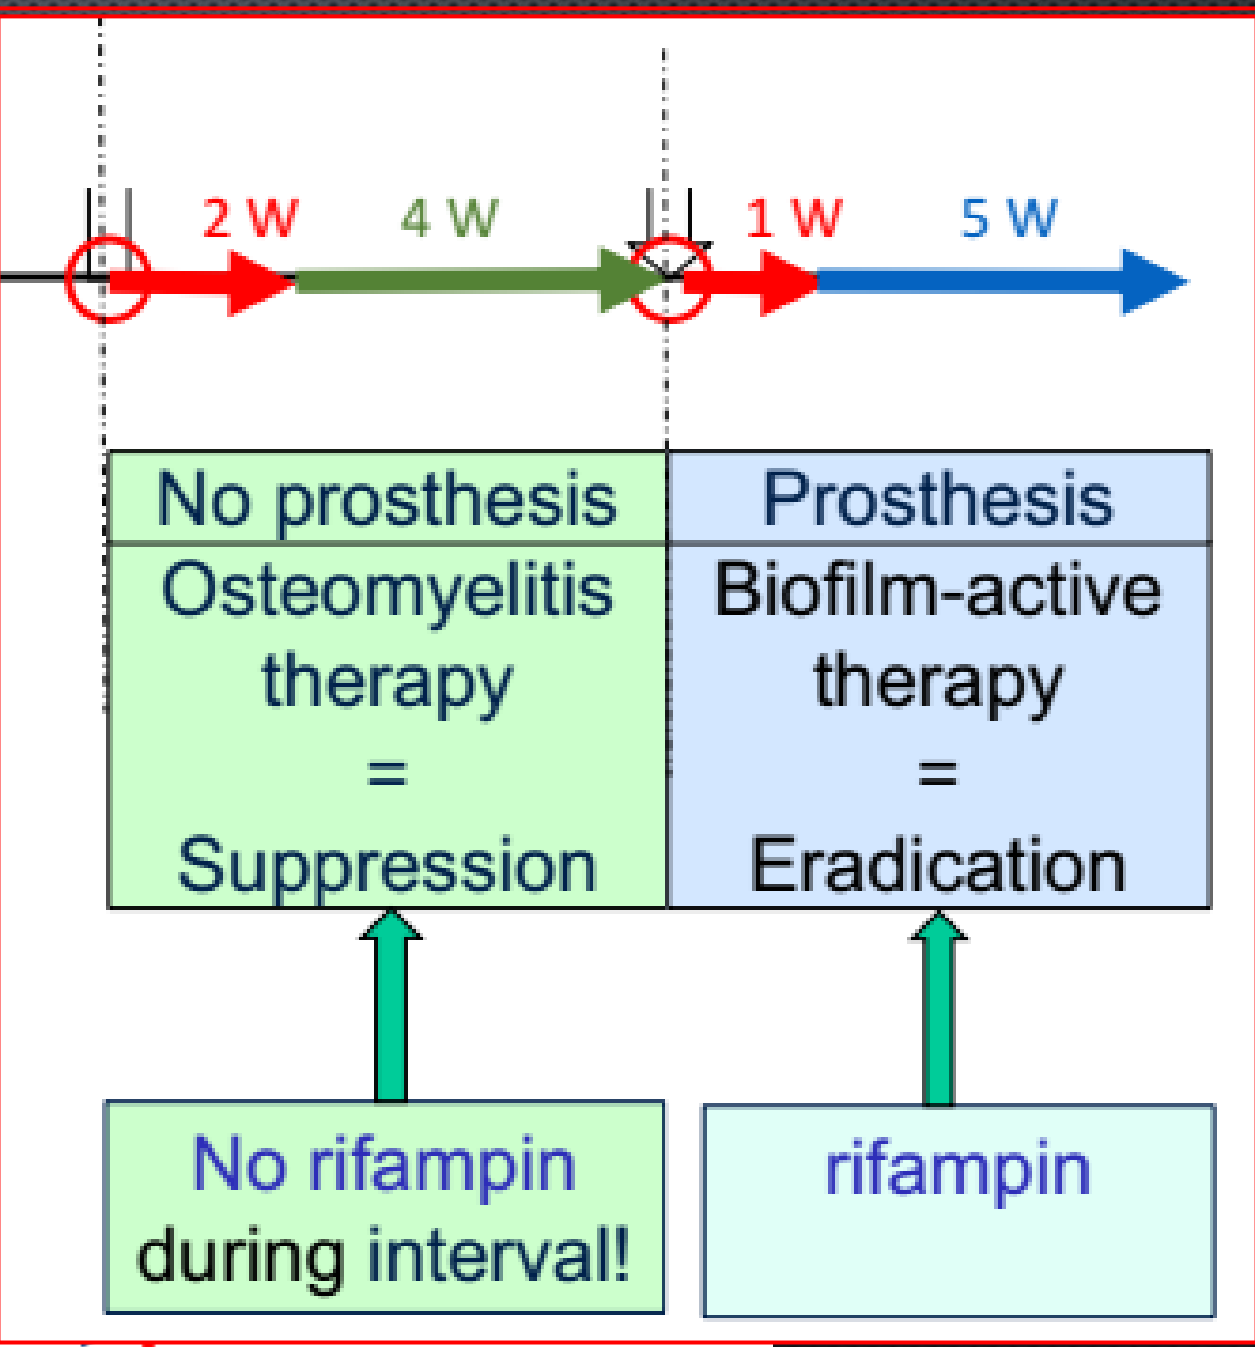 2 W
4 W
1 W
5 W
No prosthesis
Osteomyelitis
therapy
=
Suppression
Prosthesis
Biofilm-active
therapy
=
Eradication
No rifampin
during interval!
rifampin